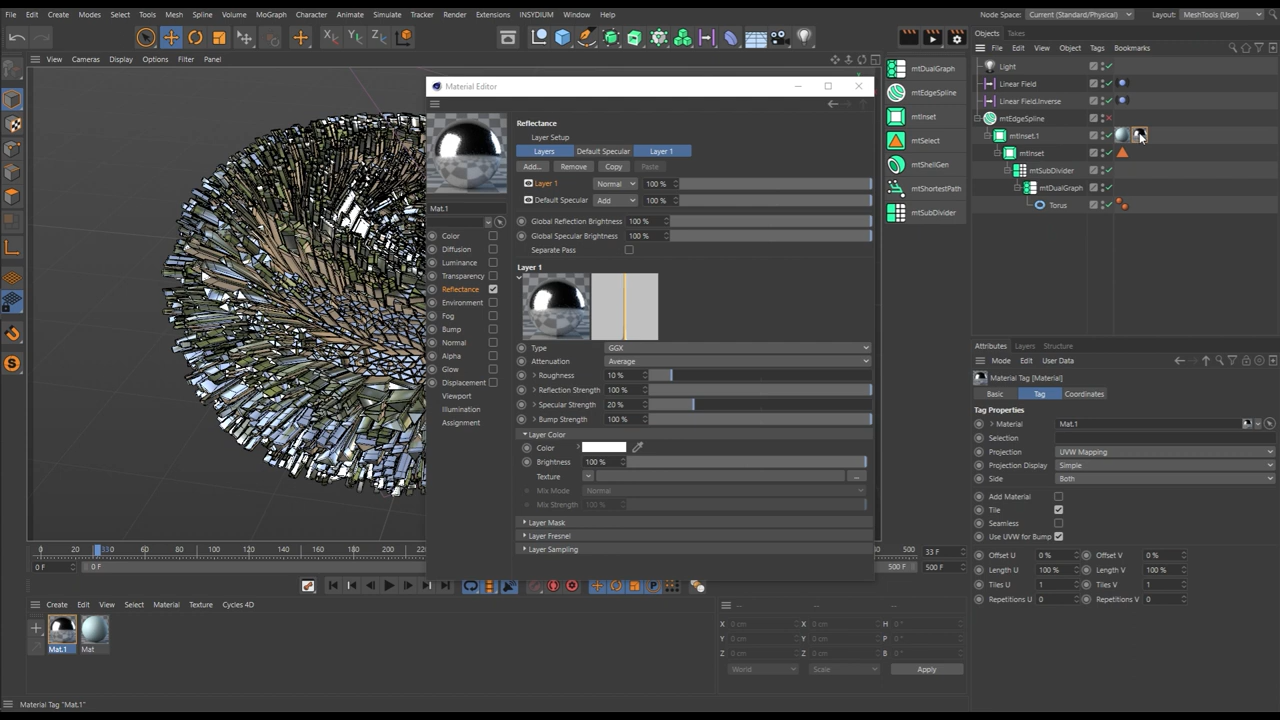 File Edit Create Modes Select Tools Mesh Spline Volume MoGraph Character Animate Simulate Tracker Render Extensions INSYDIUM Window Help Node Space: Current (Standard/Physical) Layout: MeshTools (User)
Objects Takes
File Edit View Object Tags Bookmarks
View Cameras Display Options Filter Panel
Light
Linear Field
Linear Field.Inverse
mtEdgeSpline
mtInset.1
mtInset
mtSubDivider
mtDualGraph
Torus
mtDualGraph
mtEdgeSpline
mtInset
mtSelect
mtShellGen
mtShortestPath
mtSubDivider
Material Editor
Mat.1
Color
Diffusion
Luminance
Transparency
Reflectance
Environment
Fog
Bump
Normal
Alpha
Glow
Displacement
Viewport
Illumination
Assignment
Reflectance
Layer Setup
Layers Default Specular Layer 1
Add... Remove Copy Paste
Layer 1 Normal 100 %
Default Specular Add 100 %
Global Reflection Brightness 100 %
Global Specular Brightness 100 %
Separate Pass
Layer 1
Type GGX
Attenuation Average
Roughness 10 %
Reflection Strength 100 %
Specular Strength 20 %
Bump Strength 100 %
Layer Color
Color
Brightness 100 %
Texture ...
Mix Mode Normal
Mix Strength 100 %
Layer Mask
Layer Fresnel
Layer Sampling
Attributes Layers Structure
Mode Edit User Data
Material Tag [Material]
Basic Tag Coordinates
Tag Properties
Material Mat.1
Selection
Projection UVW Mapping
Projection Display Simple
Side Both
Add Material
Tile
Seamless
Use UVW for Bump
Offset U 0 % Offset V 0 %
Length U 100 % Length V 100 %
Tiles U 1 Tiles V 1
Repetitions U 0 Repetitions V 0
0 20 33 0 60 80 100 120 140 160 180 200 22 500 33 F
0 F 0 F 500 F 500 F
Create Edit View Select Material Texture Cycles 4D
Mat.1 Mat
-- -- --
X 0 cm X 0 cm H 0 °
Y 0 cm Y 0 cm P 0 °
Z 0 cm Z 0 cm B 0 °
World Scale Apply
Material Tag "Mat.1"